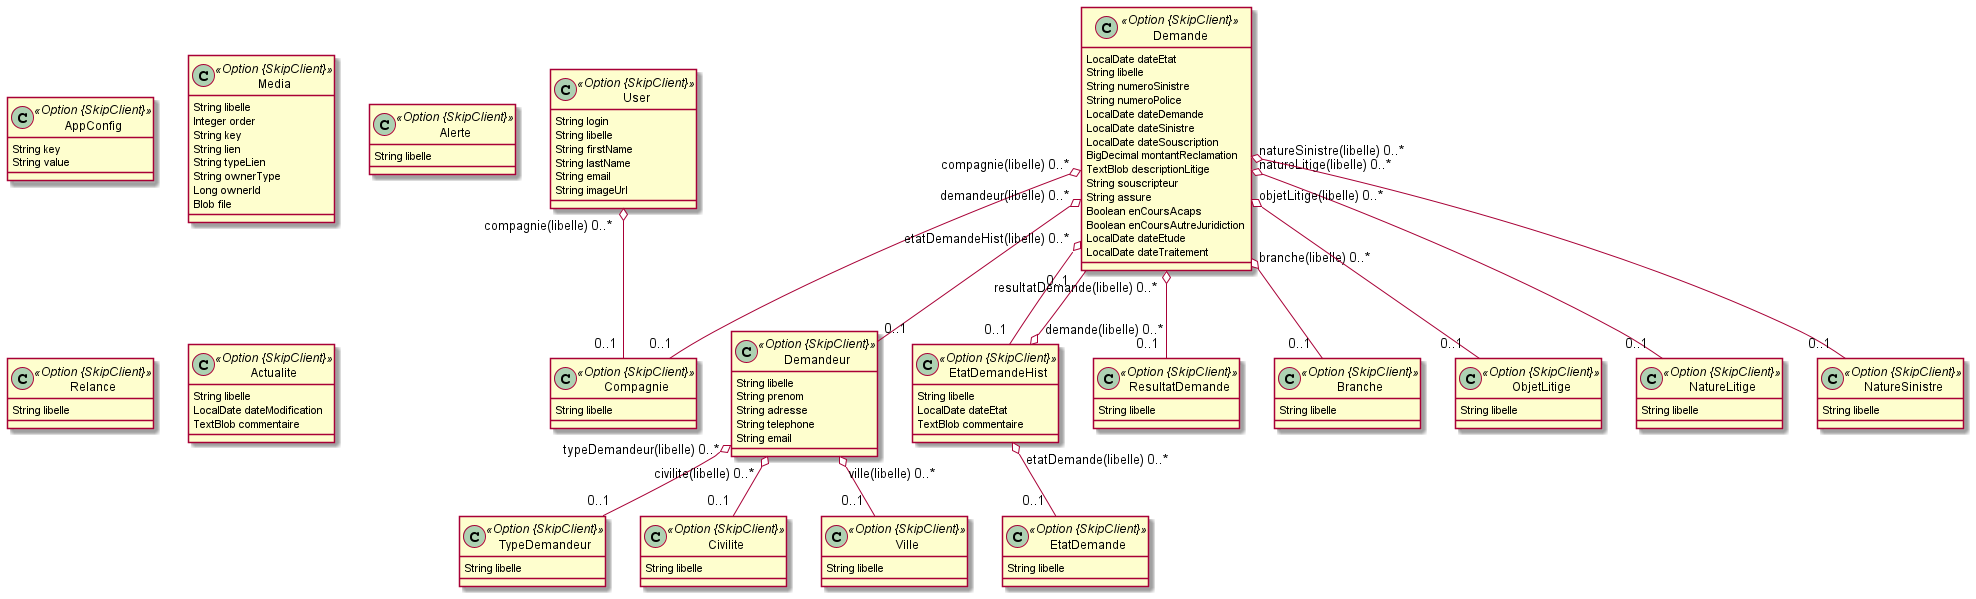 «Option {SkipClient}»
Demande
LocalDate dateEtat
String libelle
String numeroSinistre
String numeroPolice
LocalDate dateDemande
LocalDate dateSinistre
LocalDate dateSouscription
BigDecimal montantReclamation
TextBlob descriptionLitige
String souscripteur
String assure
Boolean enCoursAcaps
Boolean enCoursAutreJuridiction
LocalDate dateEtude
LocalDate dateTraitement
«Option {SkipClient}»
AppConfig
String key
String value
«Option {SkipClient}»
Media
String libelle
Integer order
String key
String lien
String typeLien
String ownerType
Long ownerId
Blob file
«Option {SkipClient}»
Alerte
String libelle
«Option {SkipClient}»
User
String login
String libelle
String firstName
String lastName
String email
String imageUrl
compagnie(libelle) 0..*
0..1
compagnie(libelle) 0..*
0..1
demandeur(libelle) 0..*
0..1
etatDemandeHist(libelle) 0..*
0..1
resultatDemande(libelle) 0..*
0..1
demande(libelle) 0..*
0..1
natureSinistre(libelle) 0..*
0..1
natureLitige(libelle) 0..*
0..1
objetLitige(libelle) 0..*
0..1
branche(libelle) 0..*
0..1
«Option {SkipClient}»
Relance
String libelle
«Option {SkipClient}»
Actualite
String libelle
LocalDate dateModification
TextBlob commentaire
«Option {SkipClient}»
Compagnie
String libelle
«Option {SkipClient}»
Demandeur
String libelle
String prenom
String adresse
String telephone
String email
«Option {SkipClient}»
EtatDemandeHist
String libelle
LocalDate dateEtat
TextBlob commentaire
«Option {SkipClient}»
ResultatDemande
String libelle
«Option {SkipClient}»
Branche
String libelle
«Option {SkipClient}»
ObjetLitige
String libelle
«Option {SkipClient}»
NatureLitige
String libelle
«Option {SkipClient}»
NatureSinistre
String libelle
typeDemandeur(libelle) 0..*
0..1
civilite(libelle) 0..*
0..1
ville(libelle) 0..*
0..1
etatDemande(libelle) 0..*
0..1
«Option {SkipClient}»
TypeDemandeur
String libelle
«Option {SkipClient}»
Civilite
String libelle
«Option {SkipClient}»
Ville
String libelle
«Option {SkipClient}»
EtatDemande
String libelle